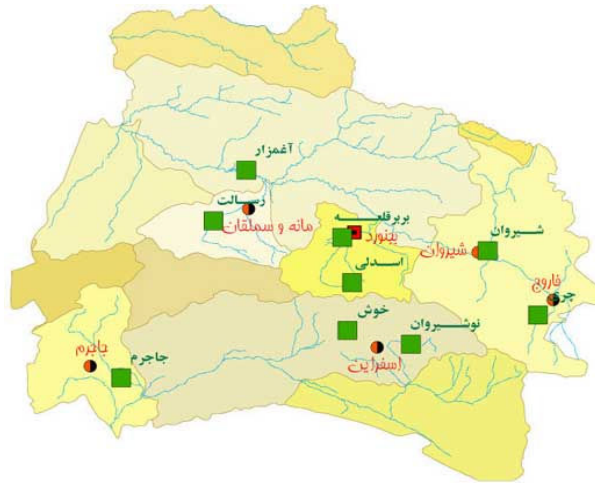 آغمزار
رسالت
مانه و سملقان
بربرقلعه
بجنورد
شیروان
شیروان
اسدلی
فاروج
چری
خوش
نوشیروان
اسفراین
جاجرم
جاجرم